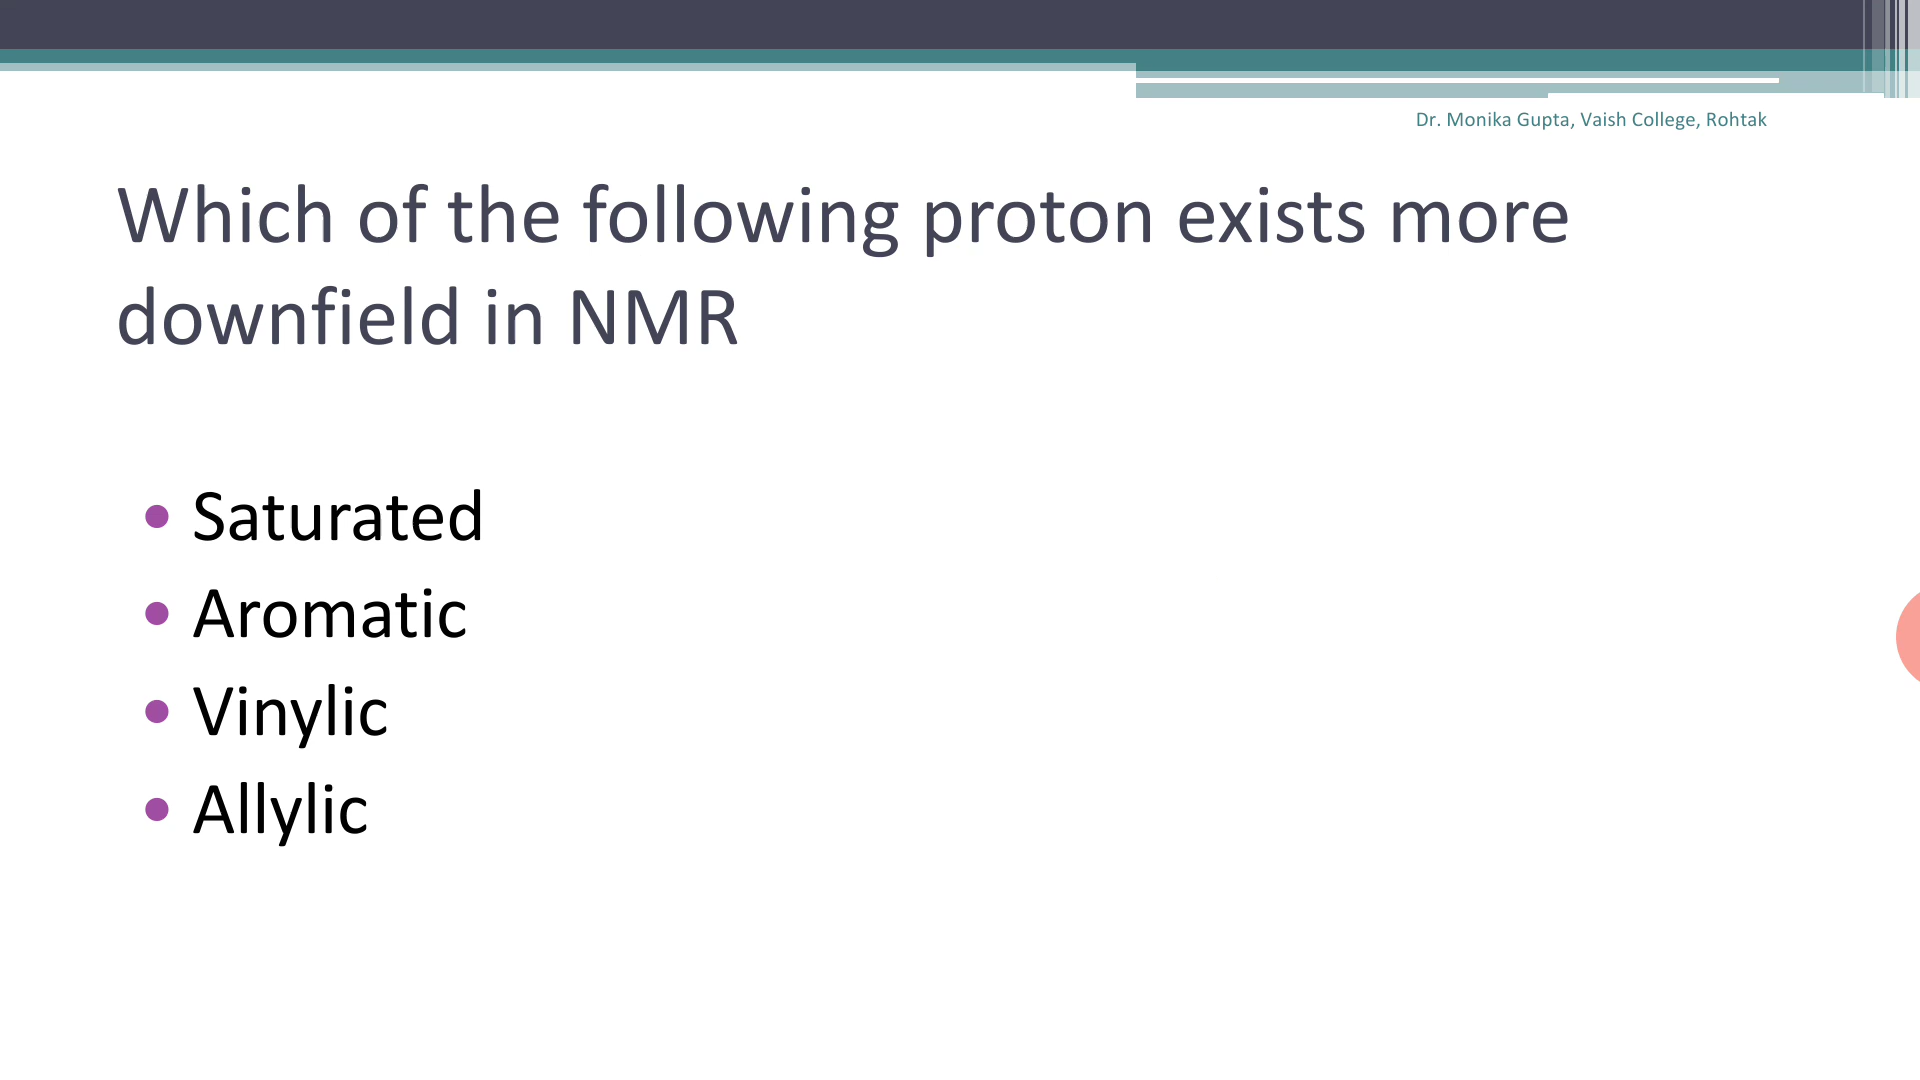 Dr. Monika Gupta, Vaish College, Rohtak
Which of the following proton exists more
downfield in NMR
• Saturated
• Aromatic
• Vinylic
• Allylic